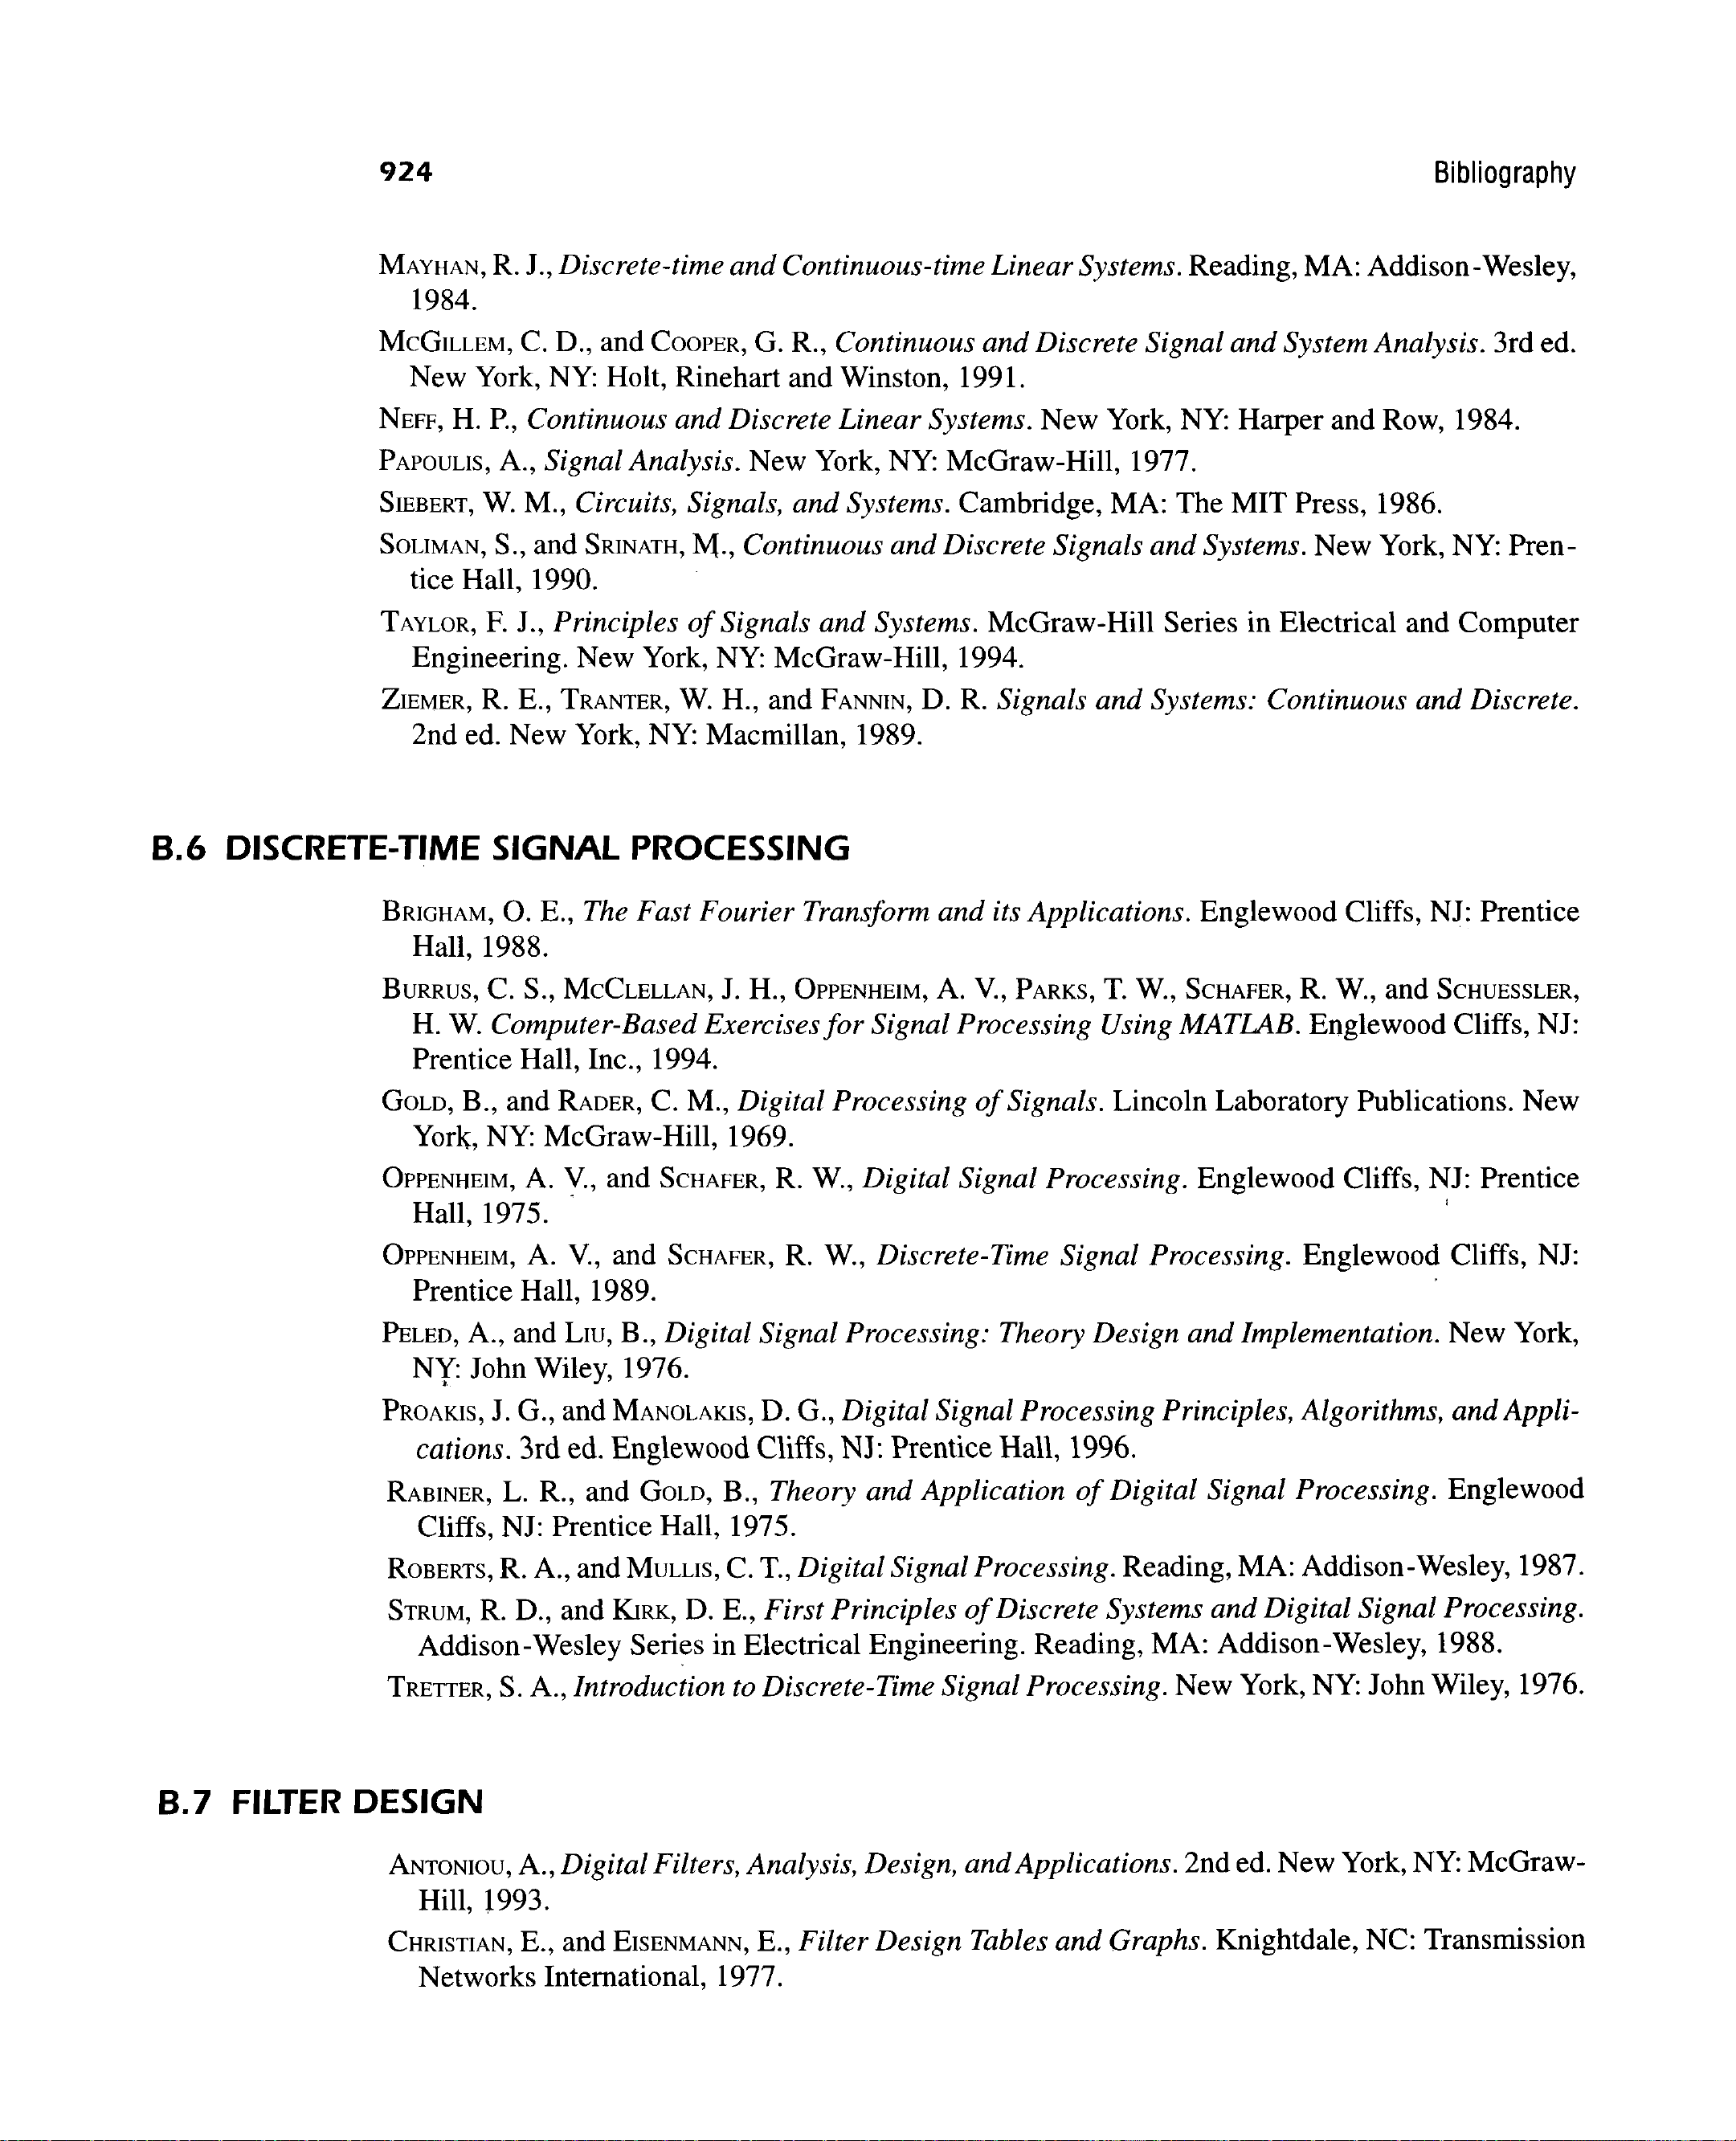 924 Bibliography
MAYHAN, R. J., Discrete-time and Continuous-time Linear Systems. Reading, MA: Addison-Wesley,
1984.
MCGILLEM, C. D., and COOPER, G. R., Continuous and Discrete Signal and System Analysis. 3rd ed.
New York, NY: Holt, Rinehart and Winston, 1991.
NEFF, H. P., Continuous and Discrete Linear Systems. New York, NY: Harper and Row, 1984.
PAPOULIS, A., Signal Analysis. New York, NY: McGraw-Hill, 1977.
SIEBERT, W. M., Circuits, Signals, and Systems. Cambridge, MA: The MIT Press, 1986.
SOLIMAN, S., and SRINATH, M., Continuous and Discrete Signals and Systems. New York, NY: Pren-
tice Hall, 1990.
TAYLOR, F. J., Principles of Signals and Systems. McGraw-Hill Series in Electrical and Computer
Engineering. New York, NY: McGraw-Hill, 1994.
ZIEMER, R. E., TRANTER, W. H., and FANNIN, D. R. Signals and Systems: Continuous and Discrete.
2nd ed. New York, NY: Macmillan, 1989.
B.6 DISCRETE-TIME SIGNAL PROCESSING
BRIGHAM, O. E., The Fast Fourier Transform and its Applications. Englewood Cliffs, NJ: Prentice
Hall, 1988.
BURRUS, C. S., MCCLELLAN, J. H., OPPENHEIM, A. V., PARKS, T. W., SCHAFER, R. W., and SCHUESSLER,
H. W. Computer-Based Exercises for Signal Processing Using MATLAB. Englewood Cliffs, NJ:
Prentice Hall, Inc., 1994.
GOLD, B., and RADER, C. M., Digital Processing of Signals. Lincoln Laboratory Publications. New
York, NY: McGraw-Hill, 1969.
OPPENHEIM, A. V., and SCHAFER, R. W., Digital Signal Processing. Englewood Cliffs, NJ: Prentice
Hall, 1975.
OPPENHEIM, A. V., and SCHAFER, R. W., Discrete-Time Signal Processing. Englewood Cliffs, NJ:
Prentice Hall, 1989.
PELED, A., and LIU, B., Digital Signal Processing: Theory Design and Implementation. New York,
NY: John Wiley, 1976.
PROAKIS, J. G., and MANOLAKIS, D. G., Digital Signal Processing Principles, Algorithms, and Appli-
cations. 3rd ed. Englewood Cliffs, NJ: Prentice Hall, 1996.
RABINER, L. R., and GOLD, B., Theory and Application of Digital Signal Processing. Englewood
Cliffs, NJ: Prentice Hall, 1975.
ROBERTS, R. A., and MULLIS, C. T., Digital Signal Processing. Reading, MA: Addison-Wesley, 1987.
STRUM, R. D., and KIRK, D. E., First Principles of Discrete Systems and Digital Signal Processing.
Addison-Wesley Series in Electrical Engineering. Reading, MA: Addison-Wesley, 1988.
TRETTER, S. A., Introduction to Discrete-Time Signal Processing. New York, NY: John Wiley, 1976.
B.7 FILTER DESIGN
ANTONIOU, A., Digital Filters, Analysis, Design, and Applications. 2nd ed. New York, NY: McGraw-
Hill, 1993.
CHRISTIAN, E., and EISENMANN, E., Filter Design Tables and Graphs. Knightdale, NC: Transmission
Networks International, 1977.